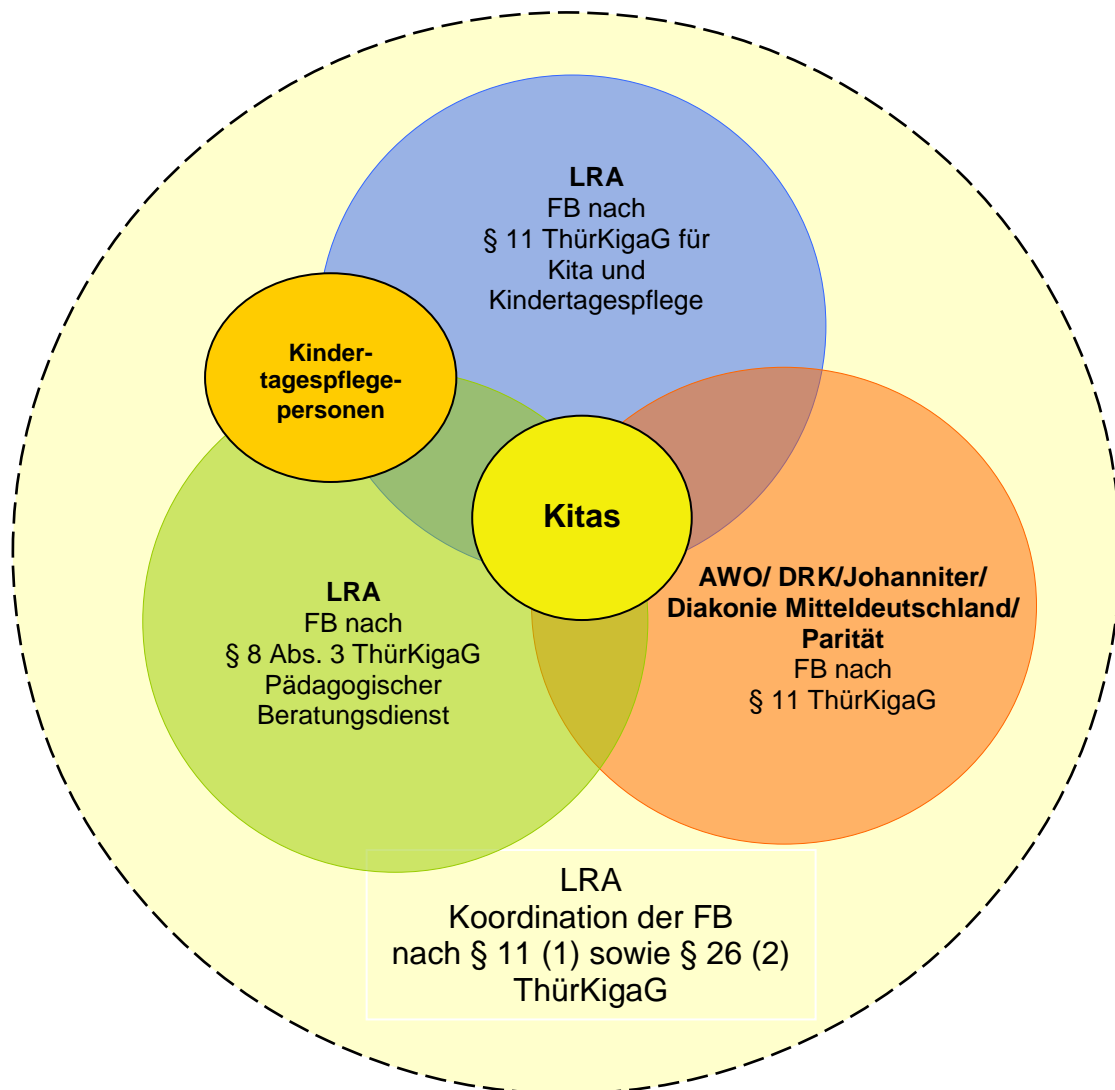 LRA
FB nach
§ 11 ThürKigaG für
Kita und
Kindertagespflege
Kinder-
tagespflege-
personen
Kitas
LRA
FB nach
§ 8 Abs. 3 ThürKigaG
Pädagogischer
Beratungsdienst
AWO/ DRK/Johanniter/
Diakonie Mitteldeutschland/
Parität
FB nach
§ 11 ThürKigaG
LRA
Koordination der FB
nach § 11 (1) sowie § 26 (2)
ThürKigaG